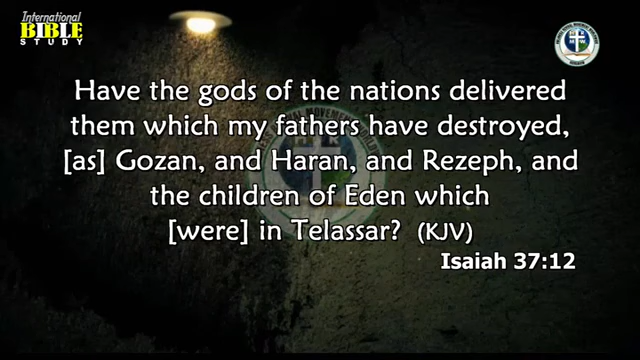 International
BIBLE
STUDY
Have the gods of the nations delivered
them which my fathers have destroyed,
[as] Gozan, and Haran, and Rezeph, and
the children of Eden which
[were] in Telassar? (KJV)
Isaiah 37:12